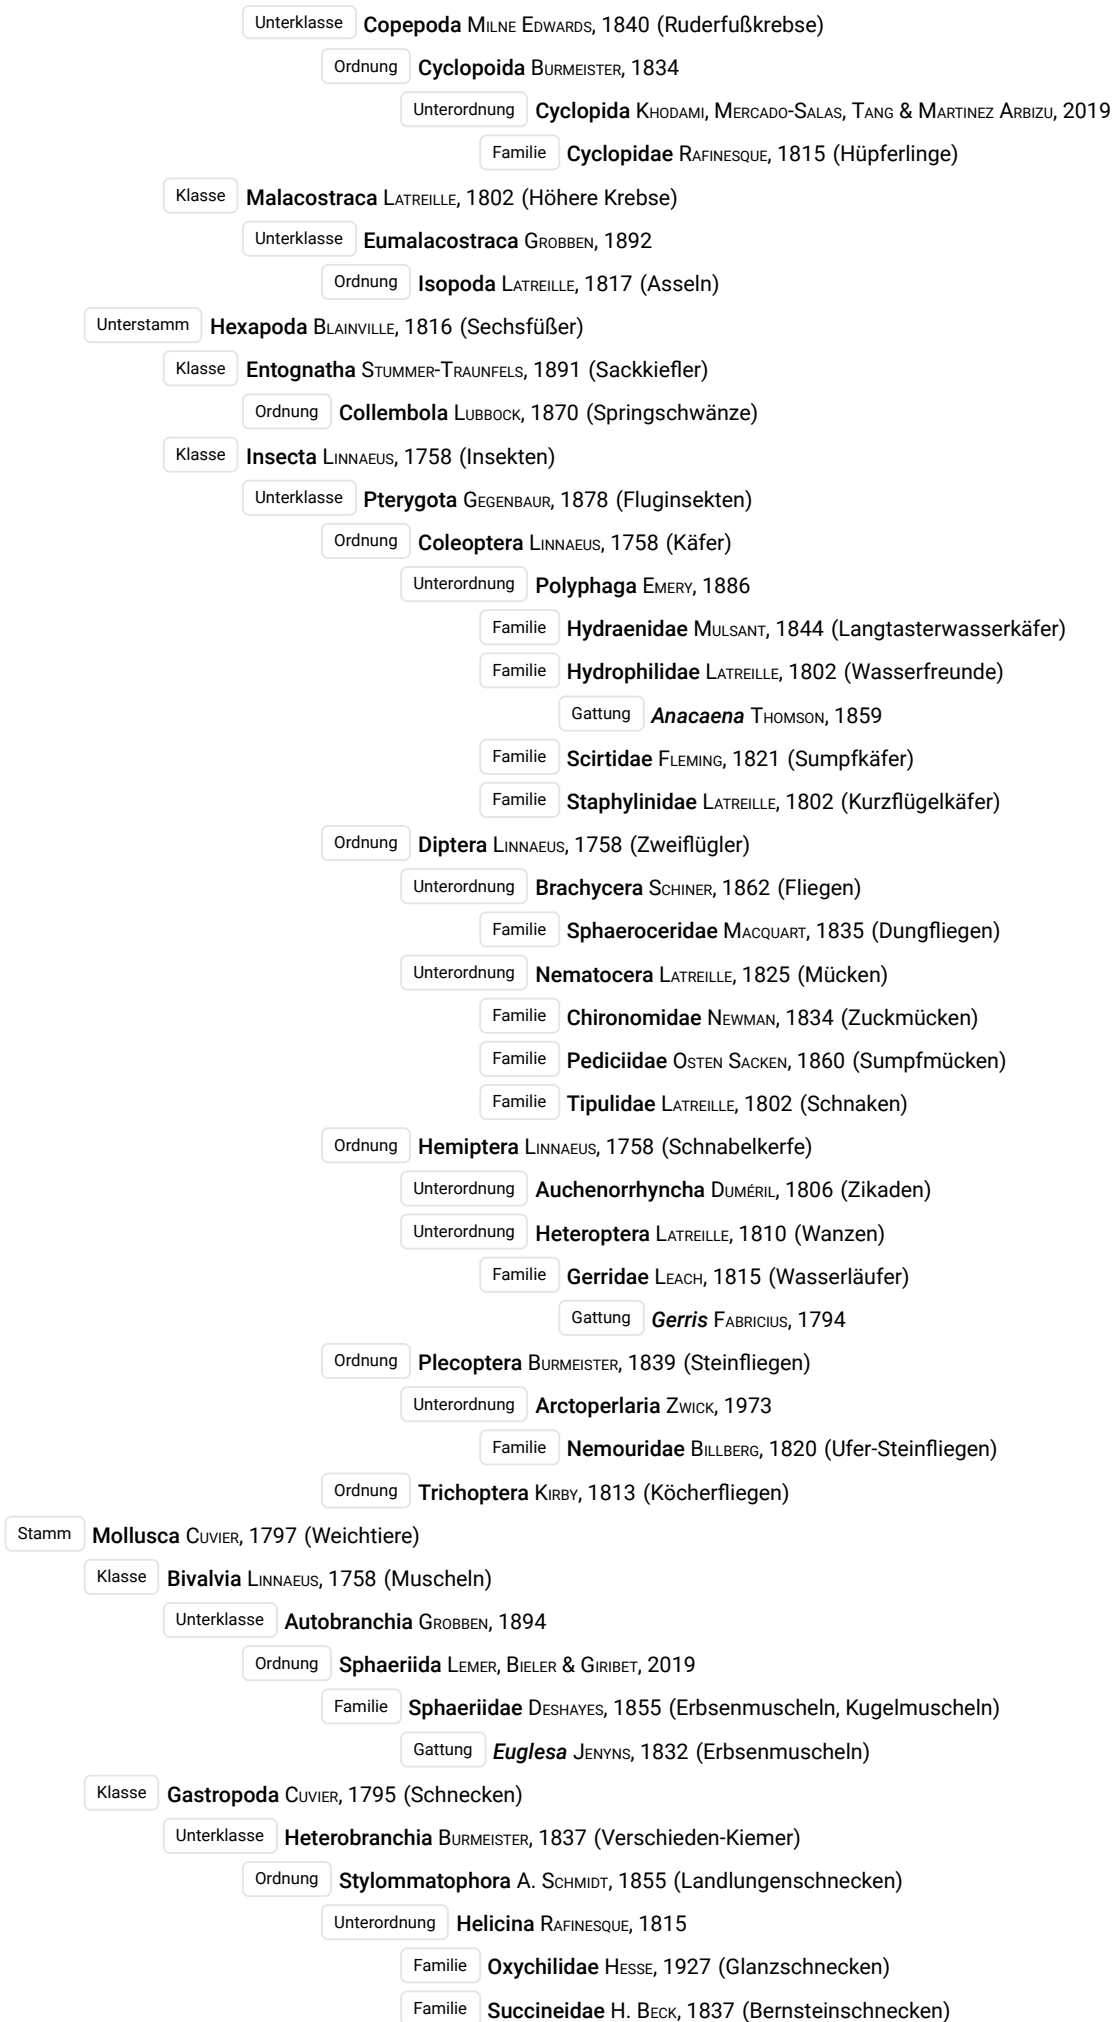 Unterklasse Copepoda Milne Edwards, 1840 (Ruderfußkrebse)
Ordnung Cyclopoida Burmeister, 1834
Unterordnung Cyclopida Khodami, Mercado-Salas, Tang & Martinez Arbizu, 2019
Familie Cyclopidae Rafinesque, 1815 (Hüpferlinge)
Klasse Malacostraca Latreille, 1802 (Höhere Krebse)
Unterklasse Eumalacostraca Grobben, 1892
Ordnung Isopoda Latreille, 1817 (Asseln)
Unterstamm Hexapoda Blainville, 1816 (Sechsfüßer)
Klasse Entognatha Stummer-Traunfels, 1891 (Sackkiefler)
Ordnung Collembola Lubbock, 1870 (Springschwänze)
Klasse Insecta Linnaeus, 1758 (Insekten)
Unterklasse Pterygota Gegenbaur, 1878 (Fluginsekten)
Ordnung Coleoptera Linnaeus, 1758 (Käfer)
Unterordnung Polyphaga Emery, 1886
Familie Hydraenidae Mulsant, 1844 (Langtasterwasserkäfer)
Familie Hydrophilidae Latreille, 1802 (Wasserfreunde)
Gattung Anacaena Thomson, 1859
Familie Scirtidae Fleming, 1821 (Sumpfkäfer)
Familie Staphylinidae Latreille, 1802 (Kurzflügelkäfer)
Ordnung Diptera Linnaeus, 1758 (Zweiflügler)
Unterordnung Brachycera Schiner, 1862 (Fliegen)
Familie Sphaeroceridae Macquart, 1835 (Dungfliegen)
Unterordnung Nematocera Latreille, 1825 (Mücken)
Familie Chironomidae Newman, 1834 (Zuckmücken)
Familie Pediciidae Osten Sacken, 1860 (Sumpfmücken)
Familie Tipulidae Latreille, 1802 (Schnaken)
Ordnung Hemiptera Linnaeus, 1758 (Schnabelkerfe)
Unterordnung Auchenorrhyncha Duméril, 1806 (Zikaden)
Unterordnung Heteroptera Latreille, 1810 (Wanzen)
Familie Gerridae Leach, 1815 (Wasserläufer)
Gattung Gerris Fabricius, 1794
Ordnung Plecoptera Burmeister, 1839 (Steinfliegen)
Unterordnung Arctoperlaria Zwick, 1973
Familie Nemouridae Billberg, 1820 (Ufer-Steinfliegen)
Ordnung Trichoptera Kirby, 1813 (Köcherfliegen)
Stamm Mollusca Cuvier, 1797 (Weichtiere)
Klasse Bivalvia Linnaeus, 1758 (Muscheln)
Unterklasse Autobranchia Grobben, 1894
Ordnung Sphaeriida Lemer, Bieler & Giribet, 2019
Familie Sphaeriidae Deshayes, 1855 (Erbsenmuscheln, Kugelmuscheln)
Gattung Euglesa Jenyns, 1832 (Erbsenmuscheln)
Klasse Gastropoda Cuvier, 1795 (Schnecken)
Unterklasse Heterobranchia Burmeister, 1837 (Verschieden-Kiemer)
Ordnung Stylommatophora A. Schmidt, 1855 (Landlungenschnecken)
Unterordnung Helicina Rafinesque, 1815
Familie Oxychilidae Hesse, 1927 (Glanzschnecken)
Familie Succineidae H. Beck, 1837 (Bernsteinschnecken)